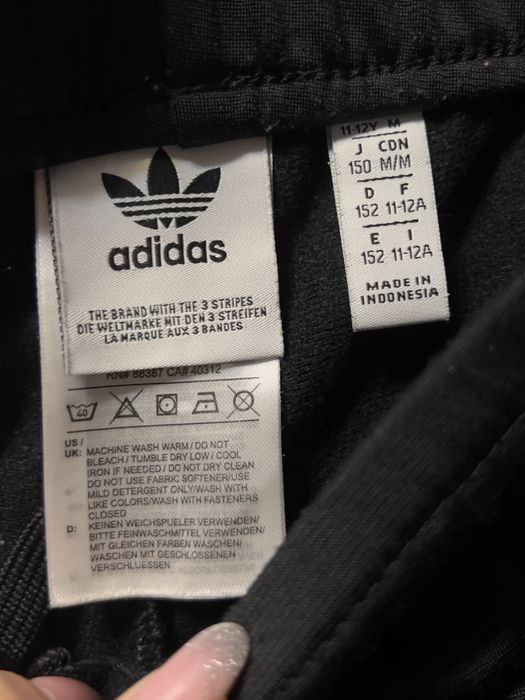 adidas
THE BRAND WITH THE 3 STRIPES
DIE WELTMARKE MIT DEN 3 STREIFEN
LA MARQUE AUX 3 BANDES
RN# 88387 CA# 40312
40
US /
UK: MACHINE WASH WARM / DO NOT
BLEACH / TUMBLE DRY LOW / COOL
IRON IF NEEDED / DO NOT DRY CLEAN
DO NOT USE FABRIC SOFTENER/USE
MILD DETERGENT ONLY/WASH WITH
LIKE COLORS/WASH WITH FASTENERS
CLOSED
D: KEINEN WEICHSPUELER VERWENDEN/
BITTE FEINWASCHMITTEL VERWENDEN/
MIT GLEICHEN FARBEN WASCHEN/
WASCHEN MIT GESCHLOSSENEN
VERSCHLUESSEN
11-12Y M
J CDN
150 M/M
D F
152 11-12A
E I
152 11-12A
MADE IN
INDONESIA